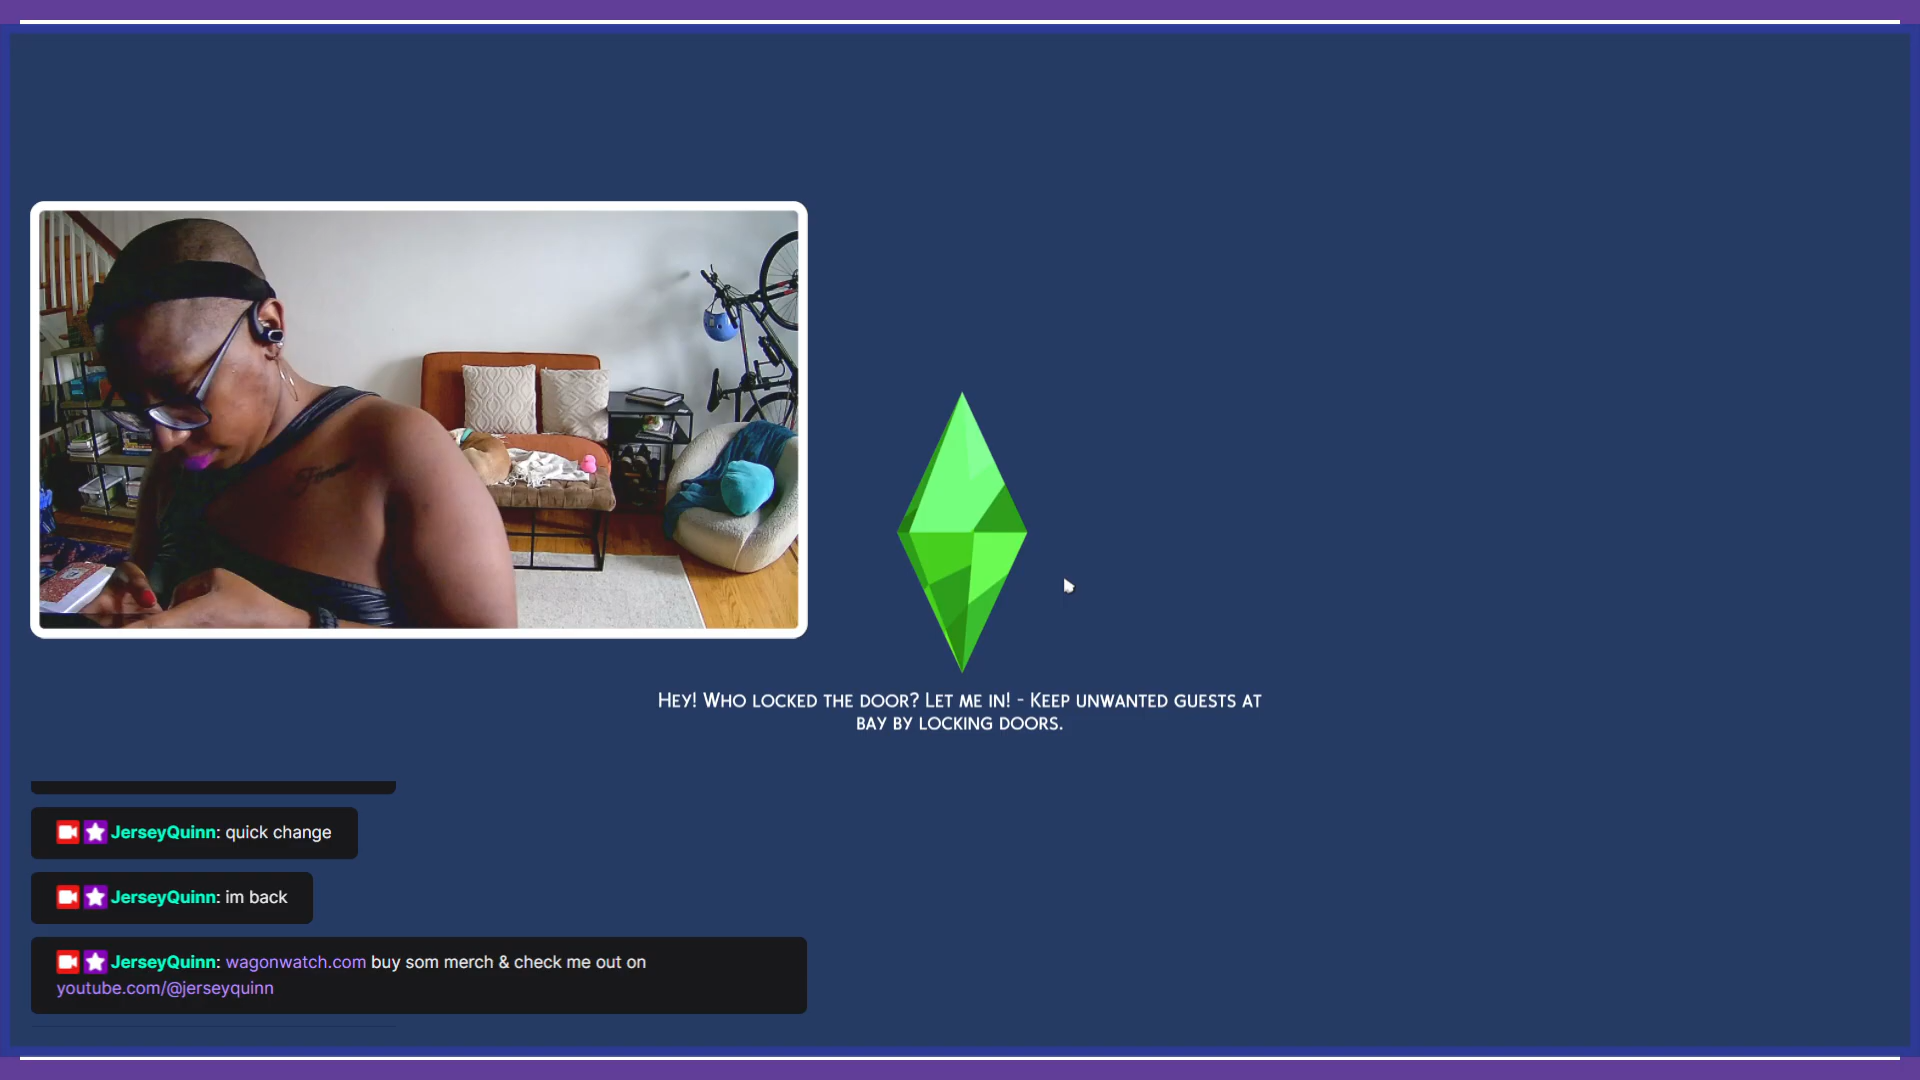 Hey! Who locked the door? Let me in! - Keep unwanted guests at
bay by locking doors.
JerseyQuinn: quick change
JerseyQuinn: im back
JerseyQuinn: wagonwatch.com buy som merch & check me out on
youtube.com/@jerseyquinn